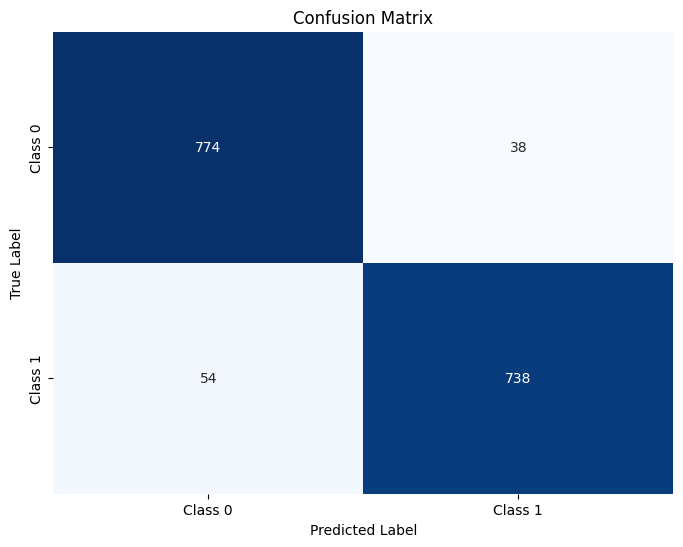 Confusion Matrix
Class 0
774
38
True Label
Class 1
54
738
Class 0
Class 1
Predicted Label